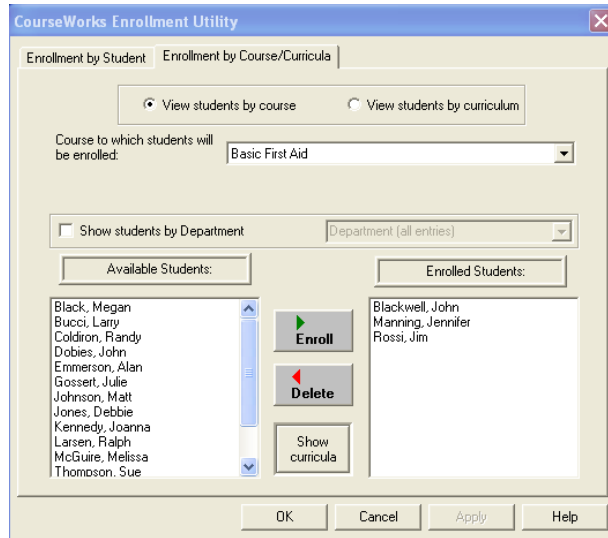 CourseWorks Enrollment Utility
Enrollment by Student
Enrollment by Course/Curricula
View students by course
View students by curriculum
Course to which students will
be enrolled:
Basic First Aid
Show students by Department
Department (all entries)
Available Students:
Enrolled Students:
Black, Megan
Bucci, Larry
Coldiron, Randy
Dobies, John
Emmerson, Alan
Gossert, Julie
Johnson, Matt
Jones, Debbie
Kennedy, Joanna
Larsen, Ralph
McGuire, Melissa
Thompson, Sue
Enroll
Delete
Show
curricula
Blackwell, John
Manning, Jennifer
Rossi, Jim
OK
Cancel
Apply
Help